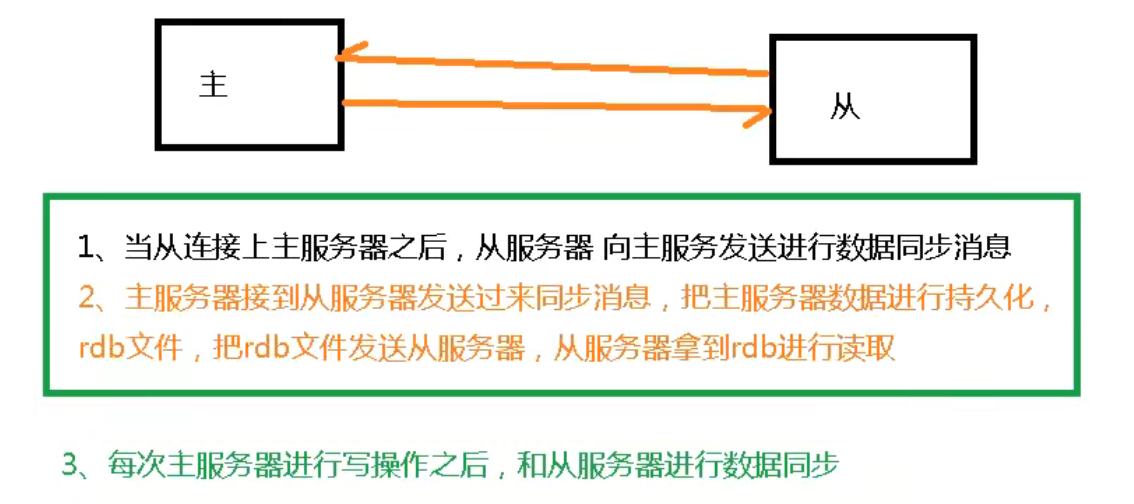 主
从
1、当从连接上主服务器之后，从服务器 向主服务发送进行数据同步消息
2、主服务器接到从服务器发送过来同步消息，把主服务器数据进行持久化，
rdb文件，把rdb文件发送从服务器，从服务器拿到rdb进行读取
3、每次主服务器进行写操作之后，和从服务器进行数据同步